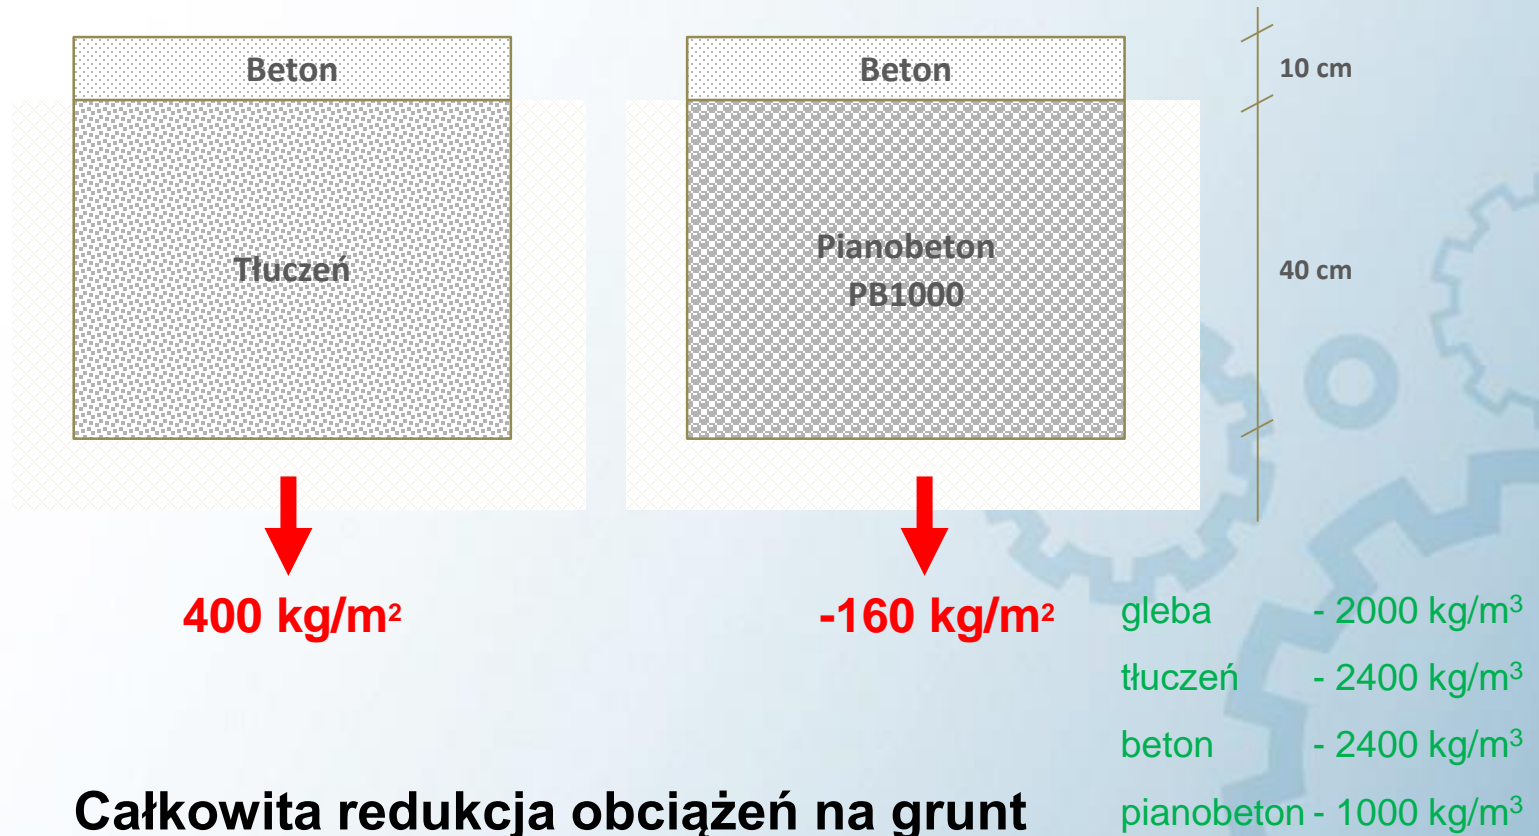 Beton
Tłuczeń
Beton
Pianobeton
PB1000
10 cm
40 cm
400 kg/m²
-160 kg/m²
gleba - 2000 kg/m³
tłuczeń - 2400 kg/m³
beton - 2400 kg/m³
pianobeton - 1000 kg/m³
Całkowita redukcja obciążeń na grunt